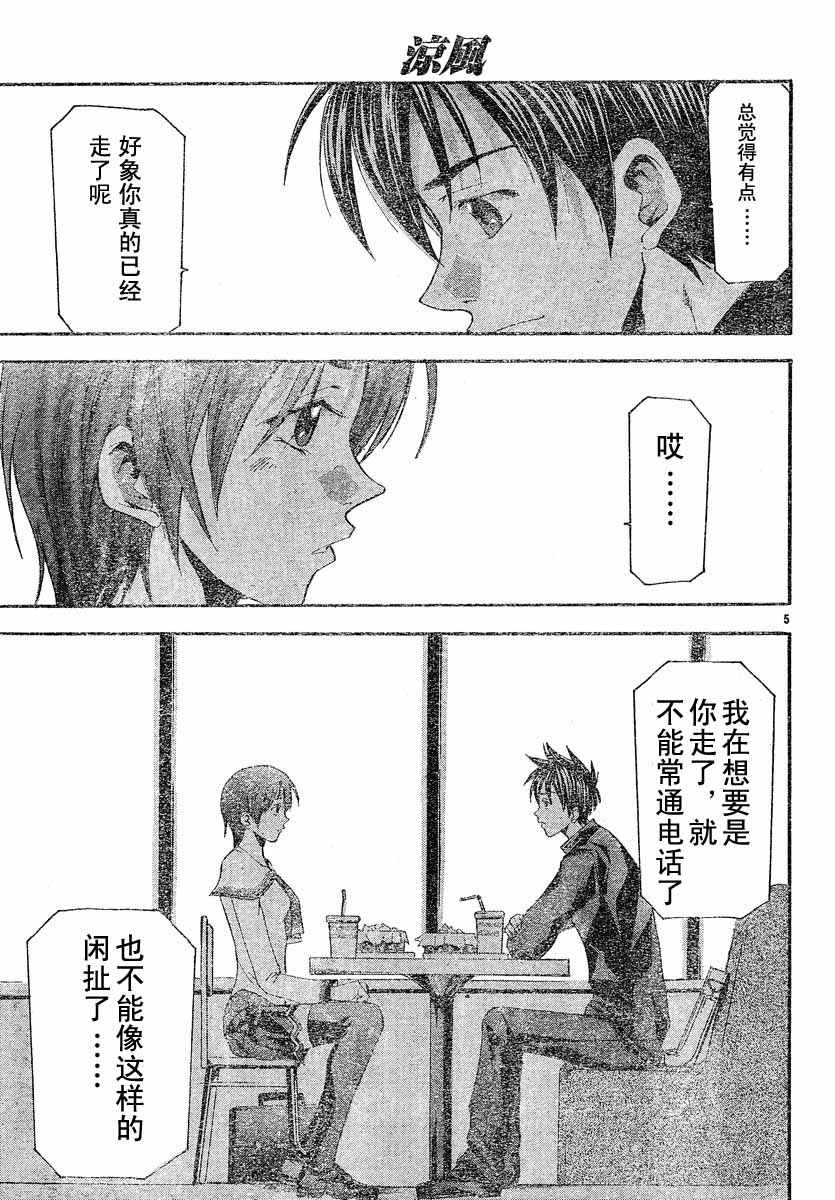 涼風
总觉得有点……
好象你真的已经
走了呢
哎……
5
我在想要是
你走了，就
不能常通电话了
也不能像这样的
闲扯了……